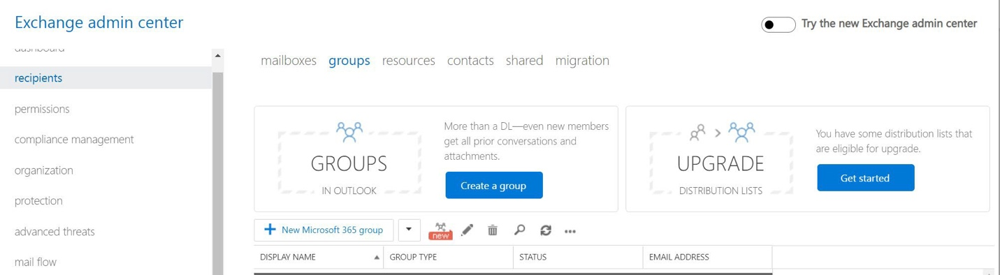 Exchange admin center
Try the new Exchange admin center
dashboard
recipients
permissions
compliance management
organization
protection
advanced threats
mail flow
mailboxes groups resources contacts shared migration
GROUPS
IN OUTLOOK
More than a DL—even new members
get all prior conversations and
attachments.
Create a group
UPGRADE
DISTRIBUTION LISTS
You have some distribution lists that
are eligible for upgrade.
Get started
New Microsoft 365 group
new
DISPLAY NAME GROUP TYPE STATUS EMAIL ADDRESS